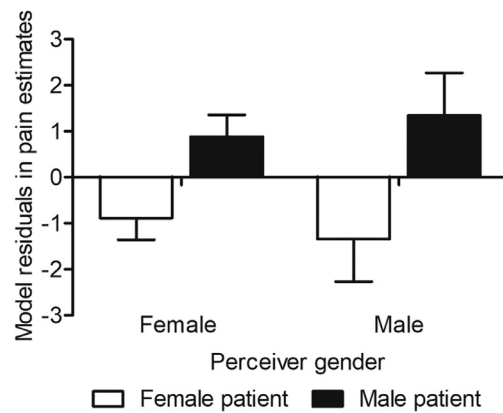 Model residuals in pain estimates
3
2
1
0
-1
-2
-3
Female
Male
Perceiver gender
Female patient
Male patient